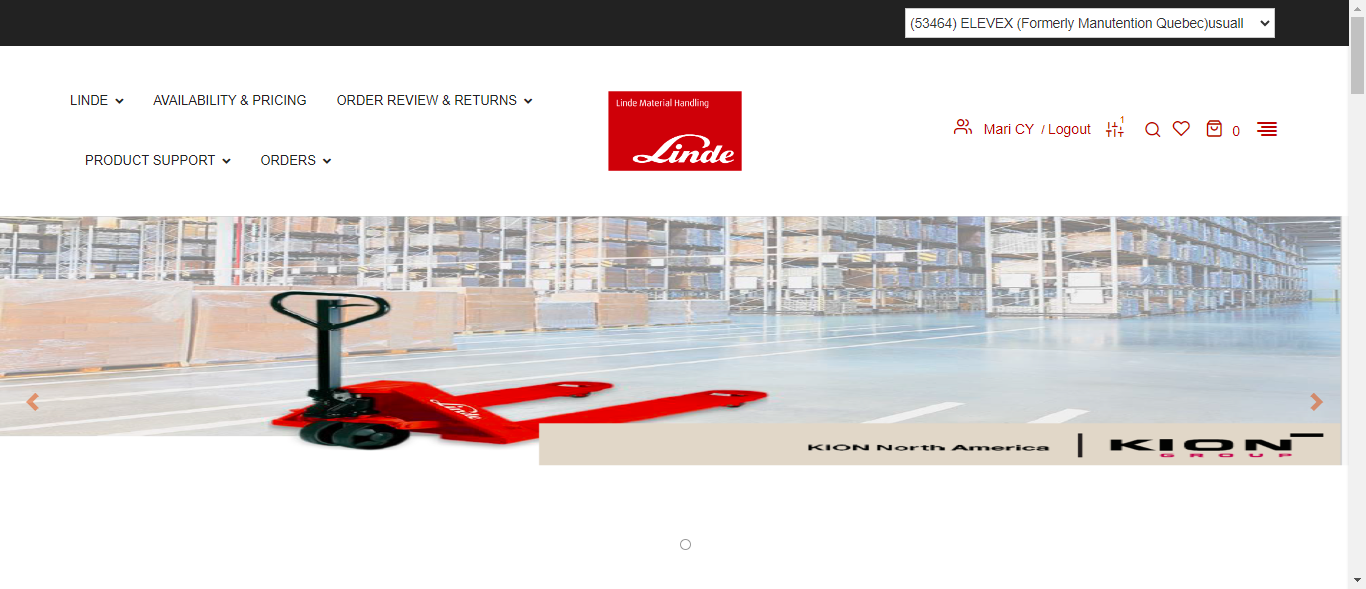 (53464) ELEVEX (Formerly Manutention Quebec)usuall
LINDE
AVAILABILITY & PRICING
ORDER REVIEW & RETURNS
PRODUCT SUPPORT
ORDERS
Linde Material Handling
Linde
Mari CY / Logout
1
0
Linde
KION North America | KION
GROUP